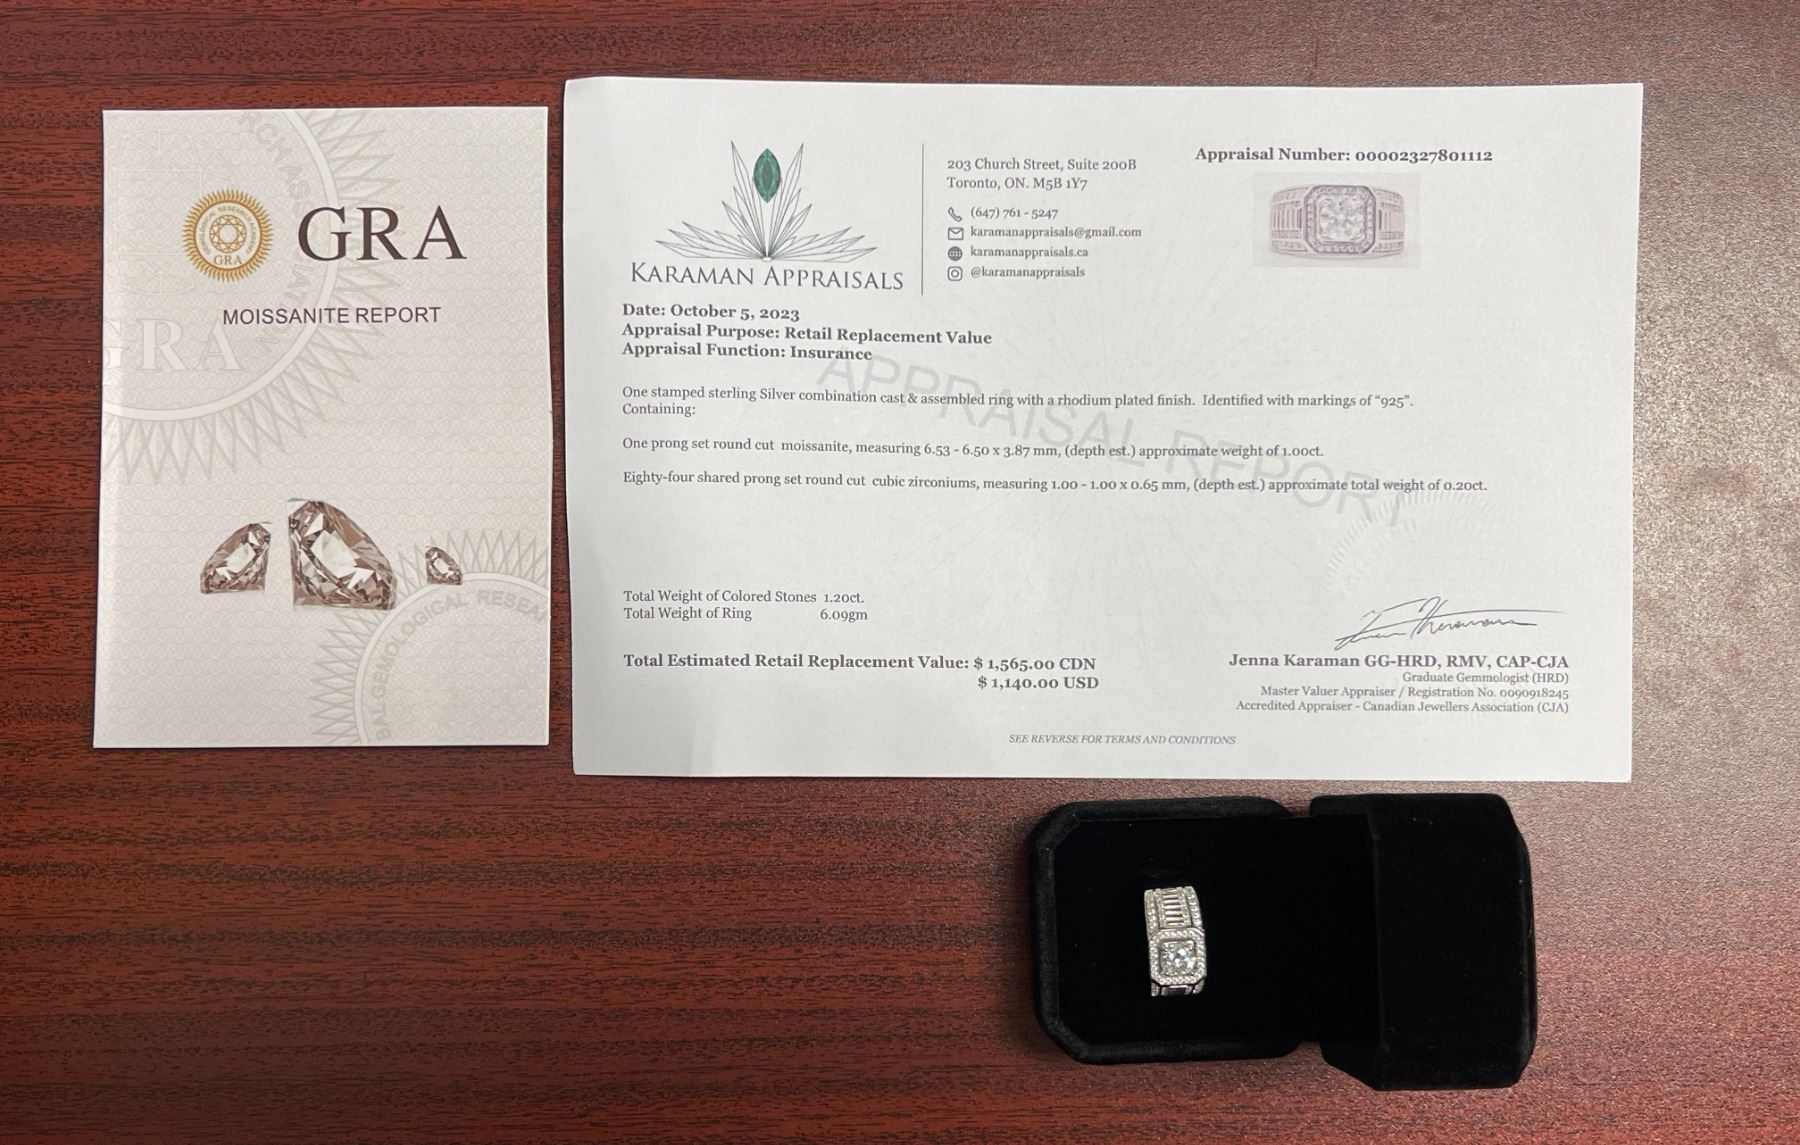 GRA
MOISSANITE REPORT
GEMOLOGICAL RESEARCH ACADEMY
GRA
GRA
GEMOLOGICAL RESEA
KARAMAN APPRAISALS
203 Church Street, Suite 200B
Toronto, ON. M5B 1Y7
(647) 761 - 5247
karamanappraisals@gmail.com
karamanappraisals.ca
@karamanappraisals
Appraisal Number: 00002327801112
Date: October 5, 2023
Appraisal Purpose: Retail Replacement Value
Appraisal Function: Insurance
APPRAISAL REPORT
One stamped sterling Silver combination cast & assembled ring with a rhodium plated finish. Identified with markings of “925”.
Containing:
One prong set round cut moissanite, measuring 6.53 - 6.50 x 3.87 mm, (depth est.) approximate weight of 1.00ct.
Eighty-four shared prong set round cut cubic zirconiums, measuring 1.00 - 1.00 x 0.65 mm, (depth est.) approximate total weight of 0.20ct.
Total Weight of Colored Stones 1.20ct.
Total Weight of Ring 6.09gm
Total Estimated Retail Replacement Value: $ 1,565.00 CDN
$ 1,140.00 USD
Jenna Karaman GG-HRD, RMV, CAP-CJA
Graduate Gemmologist (HRD)
Master Valuer Appraiser / Registration No. 0090918245
Accredited Appraiser - Canadian Jewellers Association (CJA)
SEE REVERSE FOR TERMS AND CONDITIONS